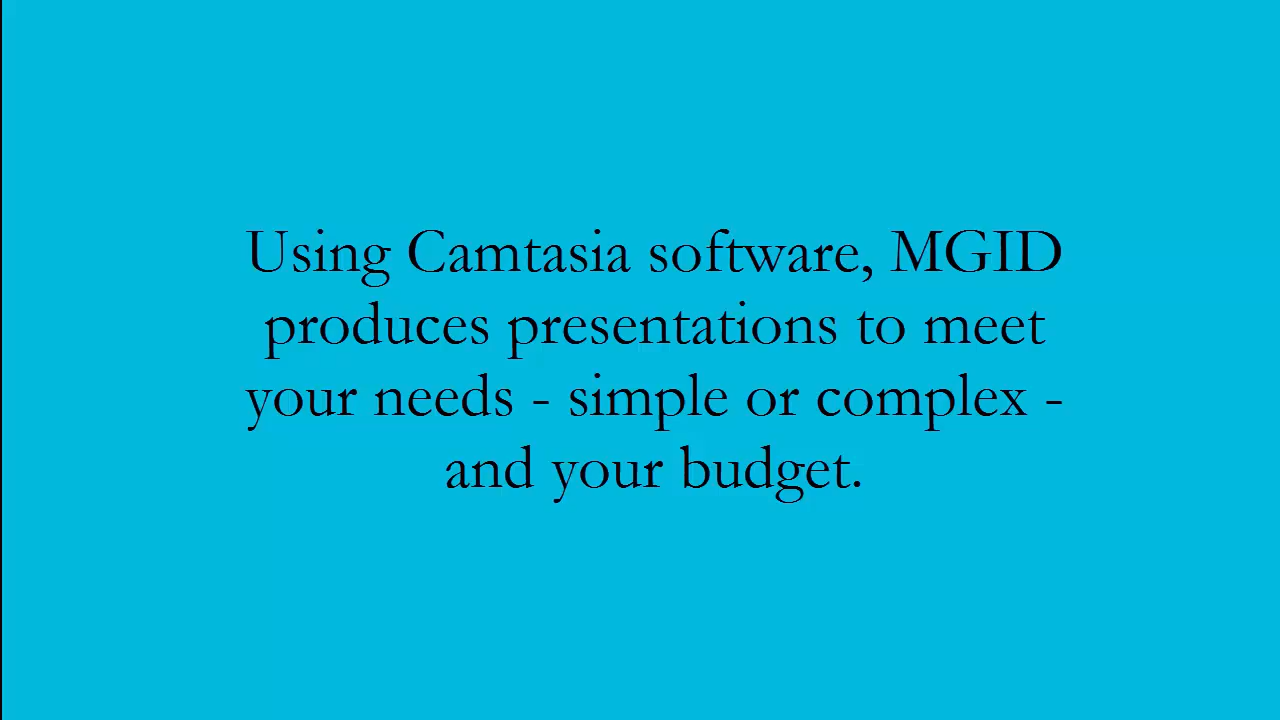 Using Camtasia software, MGID
produces presentations to meet
your needs - simple or complex -
and your budget.